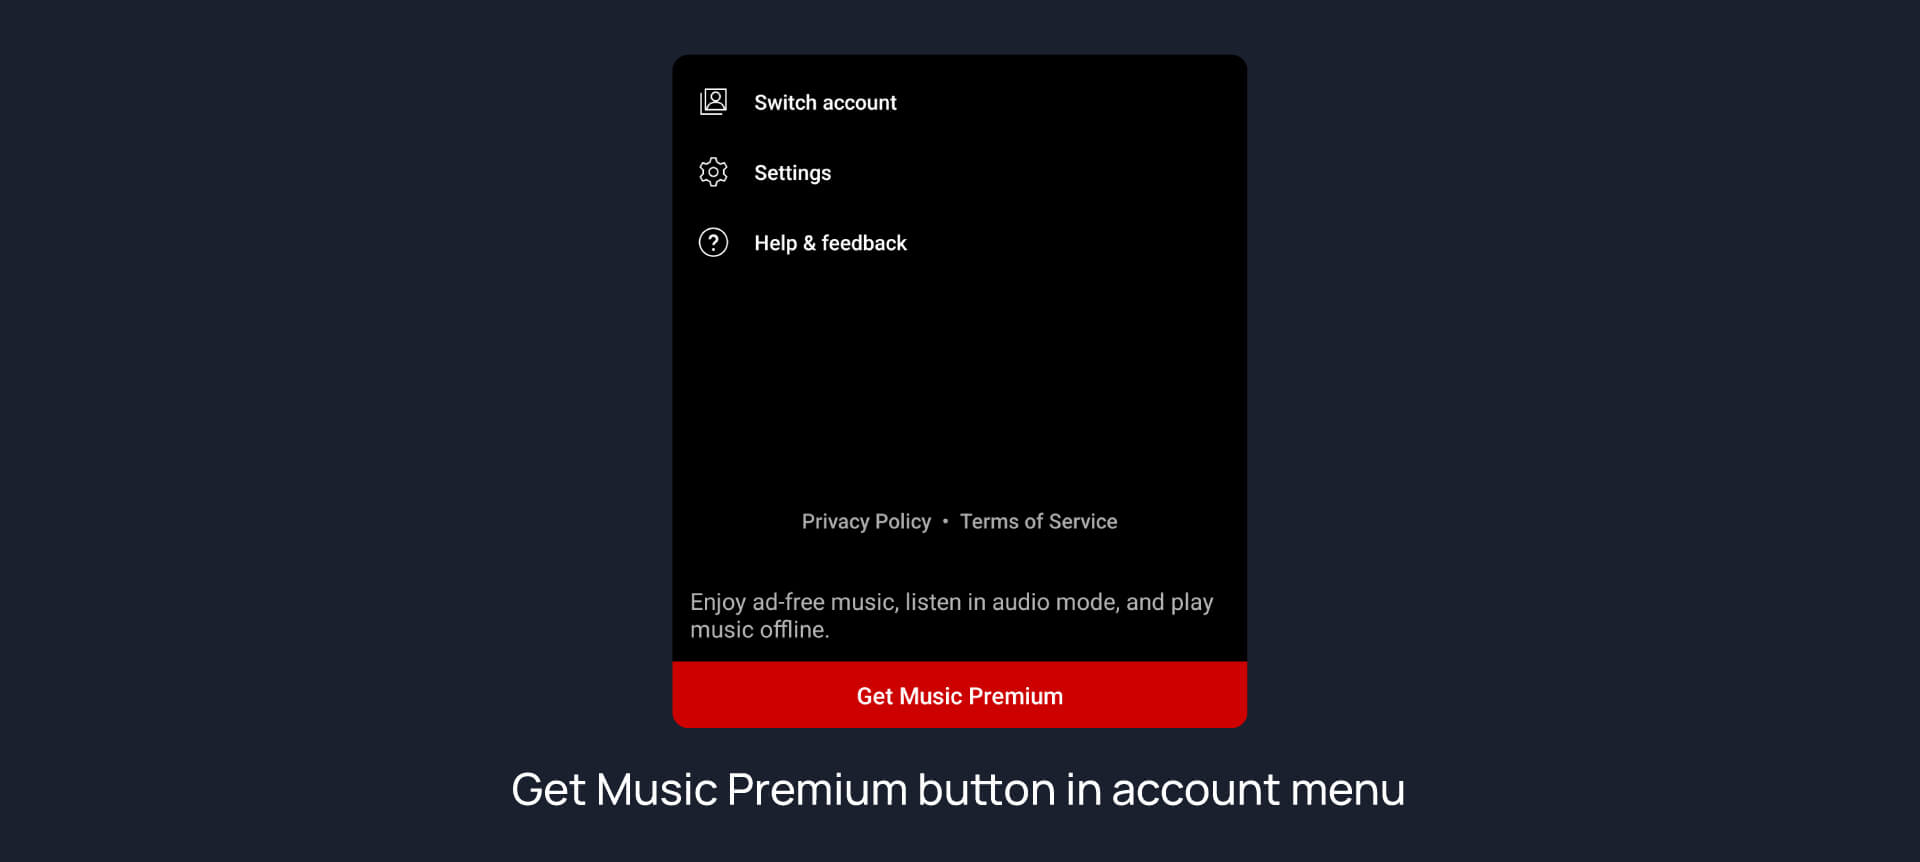 Switch account
Settings
Help & feedback
Privacy Policy • Terms of Service
Enjoy ad-free music, listen in audio mode, and play
music offline.
Get Music Premium
Get Music Premium button in account menu